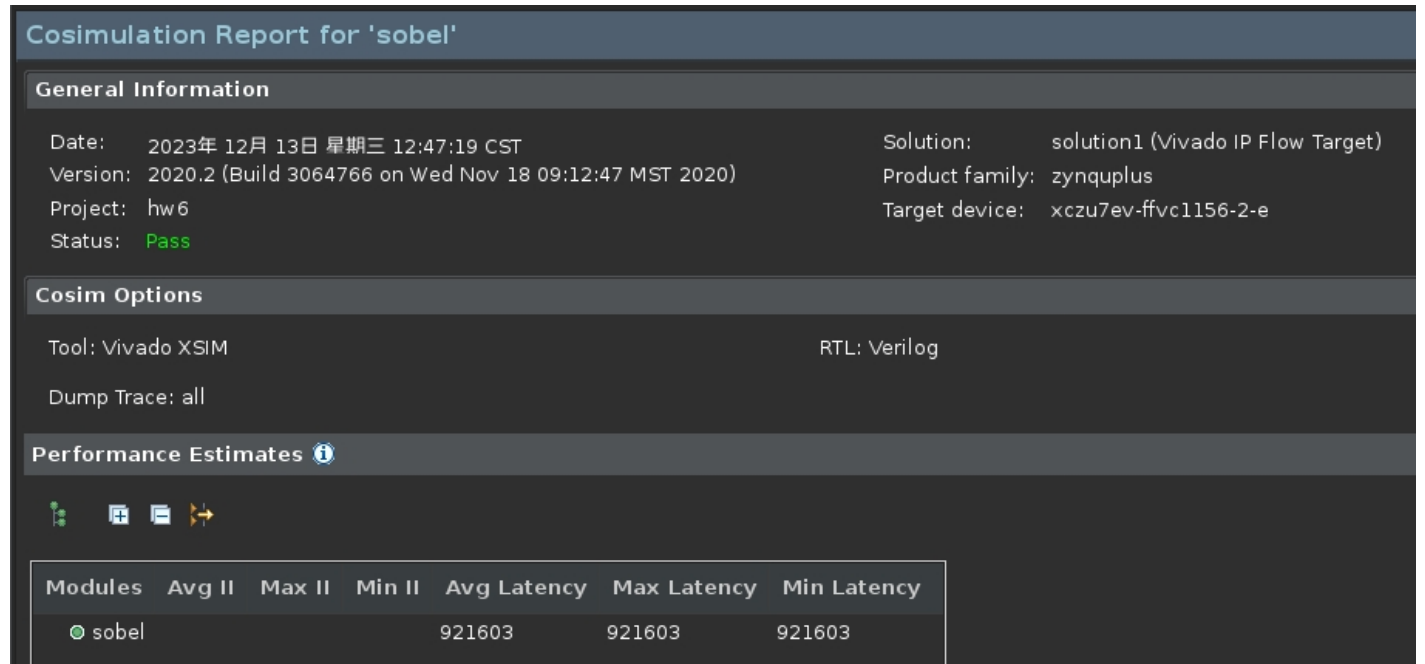 Cosimulation Report for 'sobel'
General Information
Date: 2023年 12月 13日 星期三 12:47:19 CST
Version: 2020.2 (Build 3064766 on Wed Nov 18 09:12:47 MST 2020)
Project: hw6
Status: Pass
Solution: solution1 (Vivado IP Flow Target)
Product family: zynquplus
Target device: xczu7ev-ffvc1156-2-e
Cosim Options
Tool: Vivado XSIM
RTL: Verilog
Dump Trace: all
Performance Estimates
Modules Avg II Max II Min II Avg Latency Max Latency Min Latency
sobel 921603 921603 921603